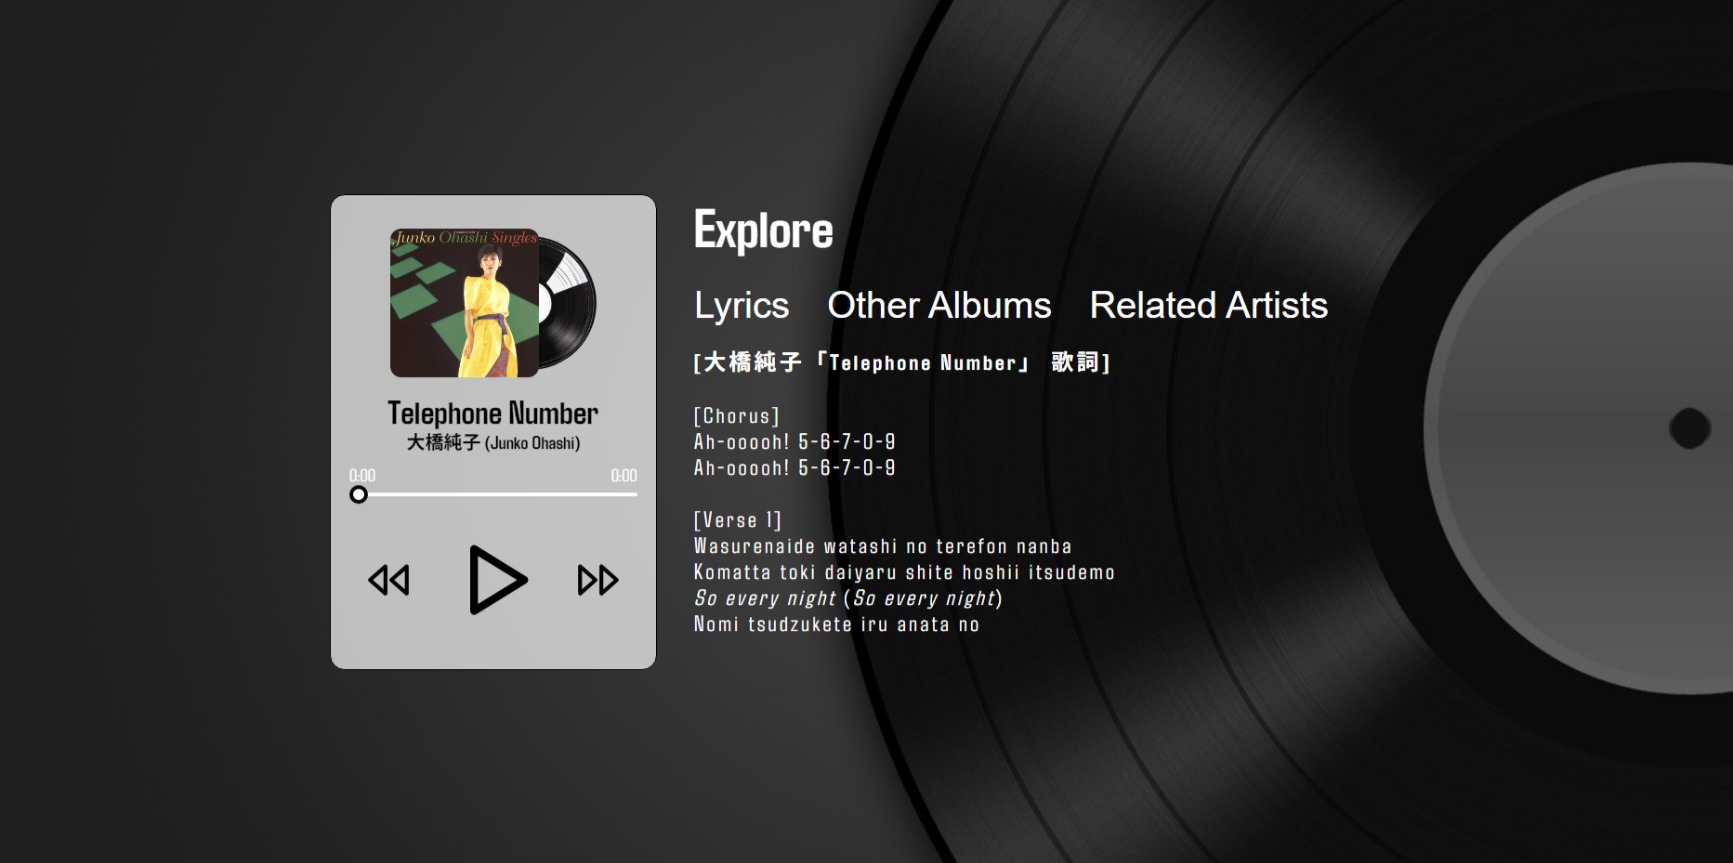 Junko Ohashi Singles
Telephone Number
大橋純子 (Junko Ohashi)
0:00 0:00
Explore
Lyrics Other Albums Related Artists
[大橋純子「Telephone Number」 歌詞]
[Chorus]
Ah-ooooh! 5-6-7-0-9
Ah-ooooh! 5-6-7-0-9
[Verse 1]
Wasurenaide watashi no terefon nanba
Komatta toki daiyaru shite hoshii itsudemo
So every night (So every night)
Nomi tsudzukete iru anata no